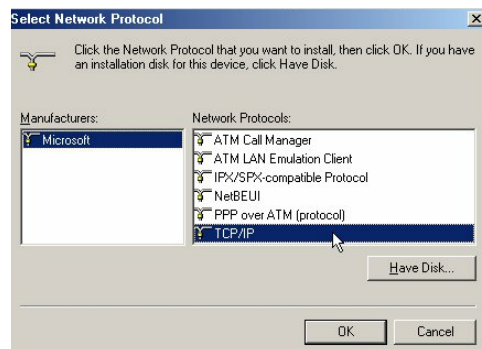 Select Network Protocol
Click the Network Protocol that you want to install, then click OK. If you have
an installation disk for this device, click Have Disk.
Manufacturers:
Microsoft
Network Protocols:
ATM Call Manager
ATM LAN Emulation Client
IPX/SPX-compatible Protocol
NetBEUI
PPP over ATM (protocol)
TCP/IP
Have Disk...
OK
Cancel